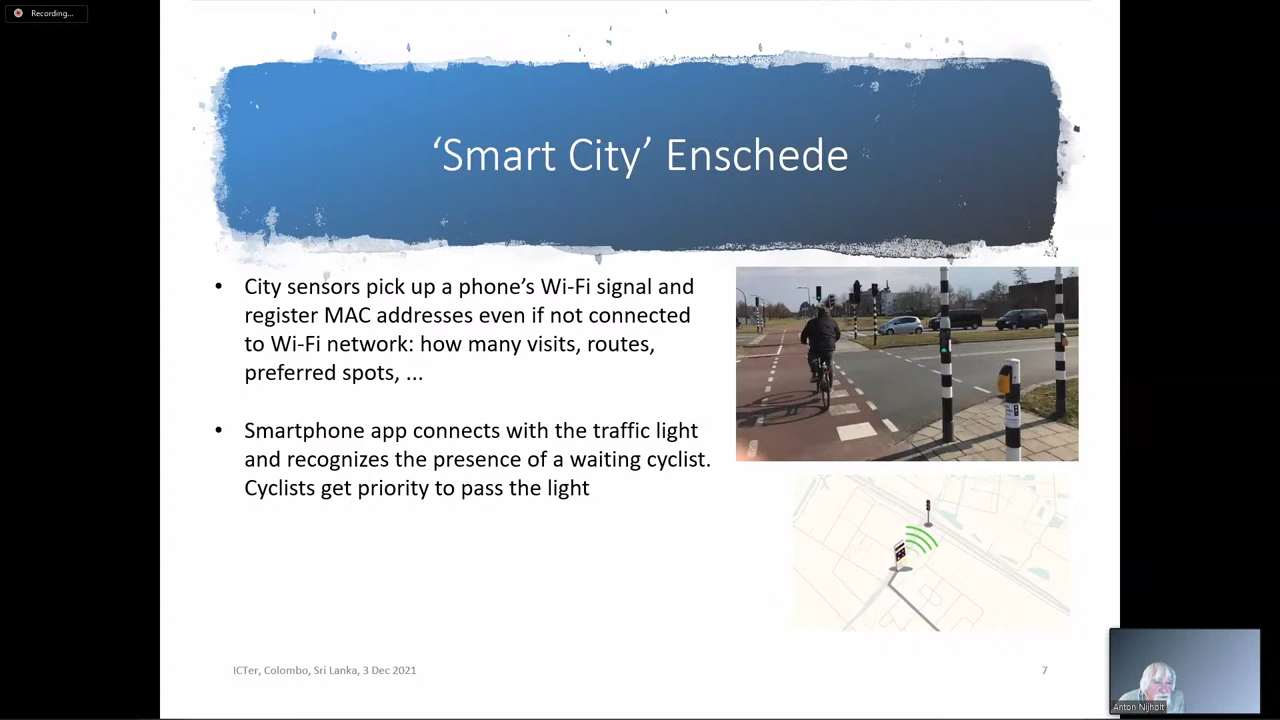 Recording...
‘Smart City’ Enschede
• City sensors pick up a phone’s Wi-Fi signal and
register MAC addresses even if not connected
to Wi-Fi network: how many visits, routes,
preferred spots, ...
• Smartphone app connects with the traffic light
and recognizes the presence of a waiting cyclist.
Cyclists get priority to pass the light
ICTer, Colombo, Sri Lanka, 3 Dec 2021
7
Anton Nijholt